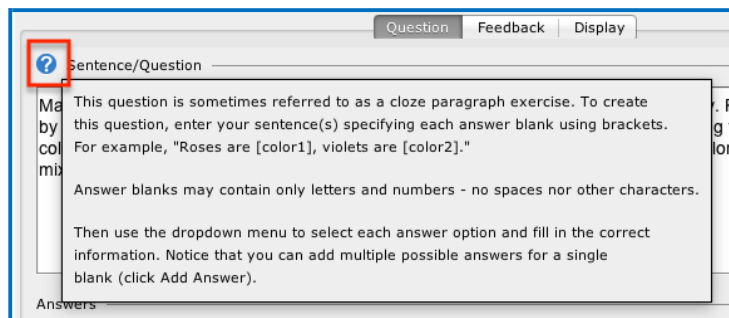 Question Feedback Display
? Sentence/Question
Ma
by
col
mix
This question is sometimes referred to as a cloze paragraph exercise. To create
this question, enter your sentence(s) specifying each answer blank using brackets.
For example, "Roses are [color1], violets are [color2]."
Answer blanks may contain only letters and numbers - no spaces nor other characters.
Then use the dropdown menu to select each answer option and fill in the correct
information. Notice that you can add multiple possible answers for a single
blank (click Add Answer).
Answers